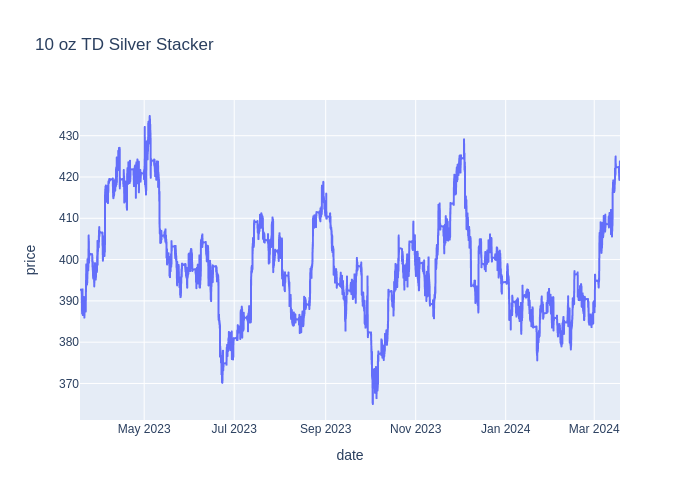 10 oz TD Silver Stacker
430
420
410
400
390
380
370
price
May 2023
Jul 2023
Sep 2023
Nov 2023
Jan 2024
Mar 2024
date